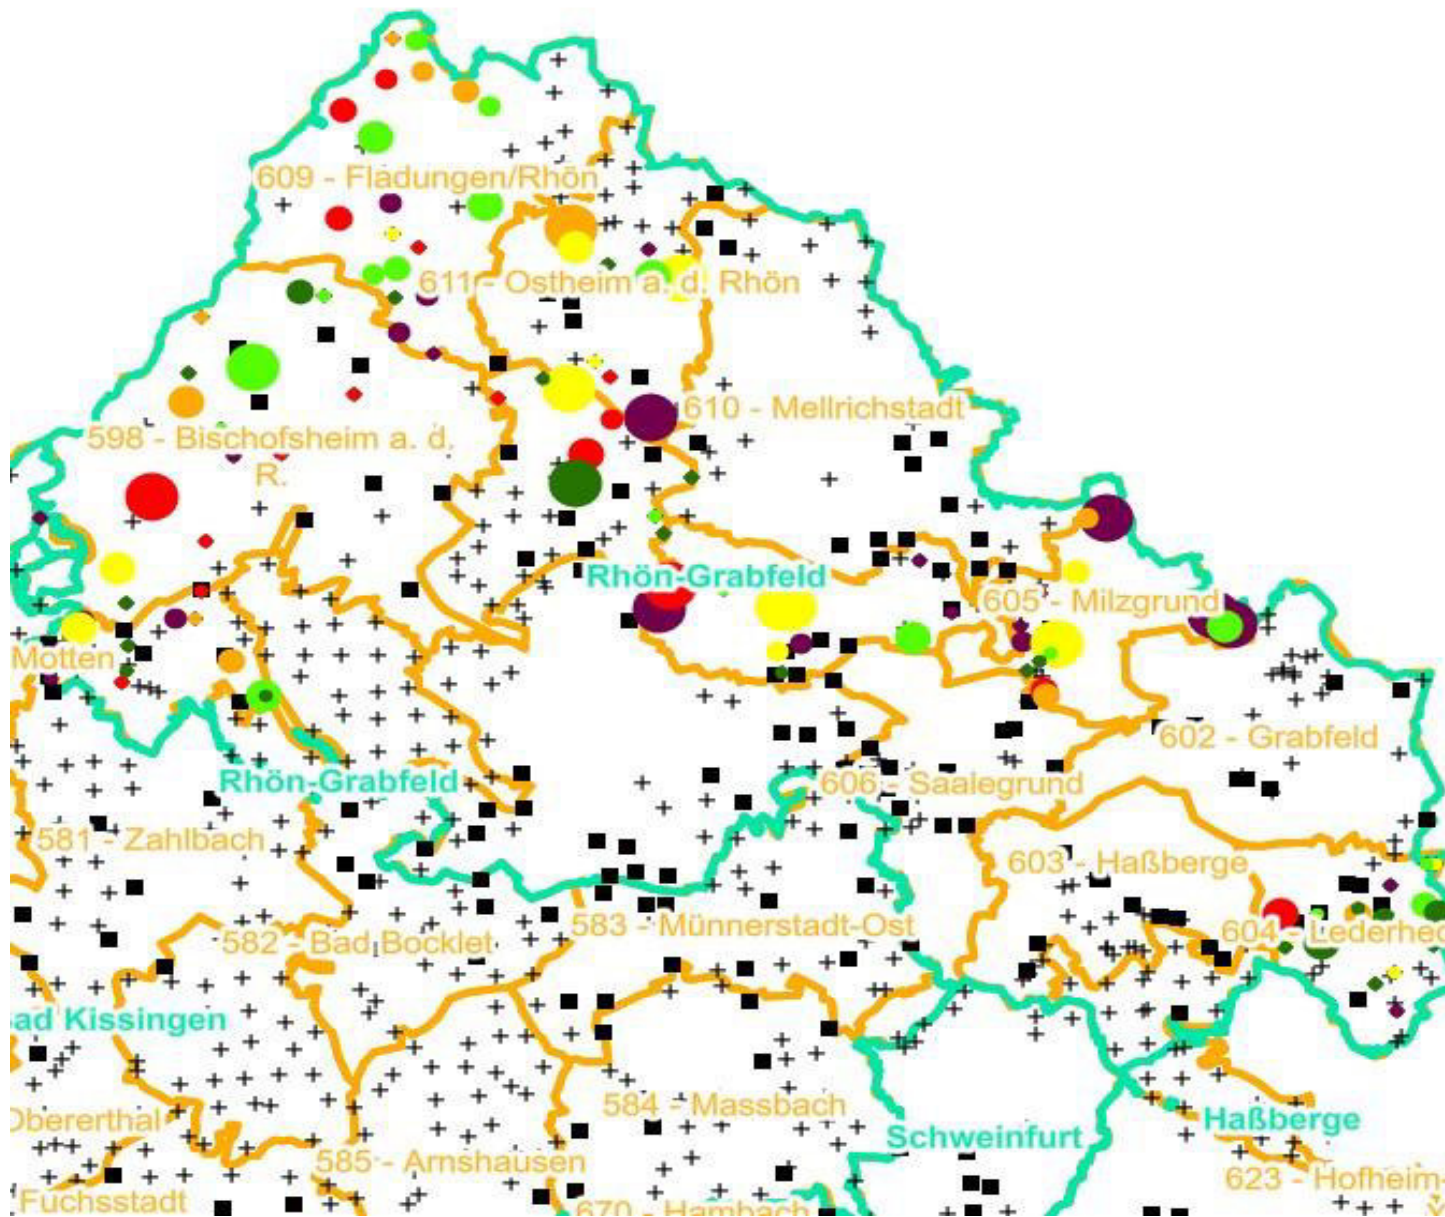 609 - Fladungen/Rhön
611 - Ostheim a. d. Rhön
610 - Mellrichstadt
598 - Bischofsheim a. d.
R.
Rhön-Grabfeld
605 - Milzgrund
Motten
602 - Grabfeld
Rhön-Grabfeld
606 - Saalegrund
581 - Zahlbach
603 - Haßberge
583 - Münnerstadt-Ost
604 - Lederhec
582 - Bad Bocklet
ad Kissingen
584 - Massbach
Obererthal
Haßberge
Schweinfurt
585 - Arnshausen
623 - Hofheim-
Fuchsstadt
670 - Hambach